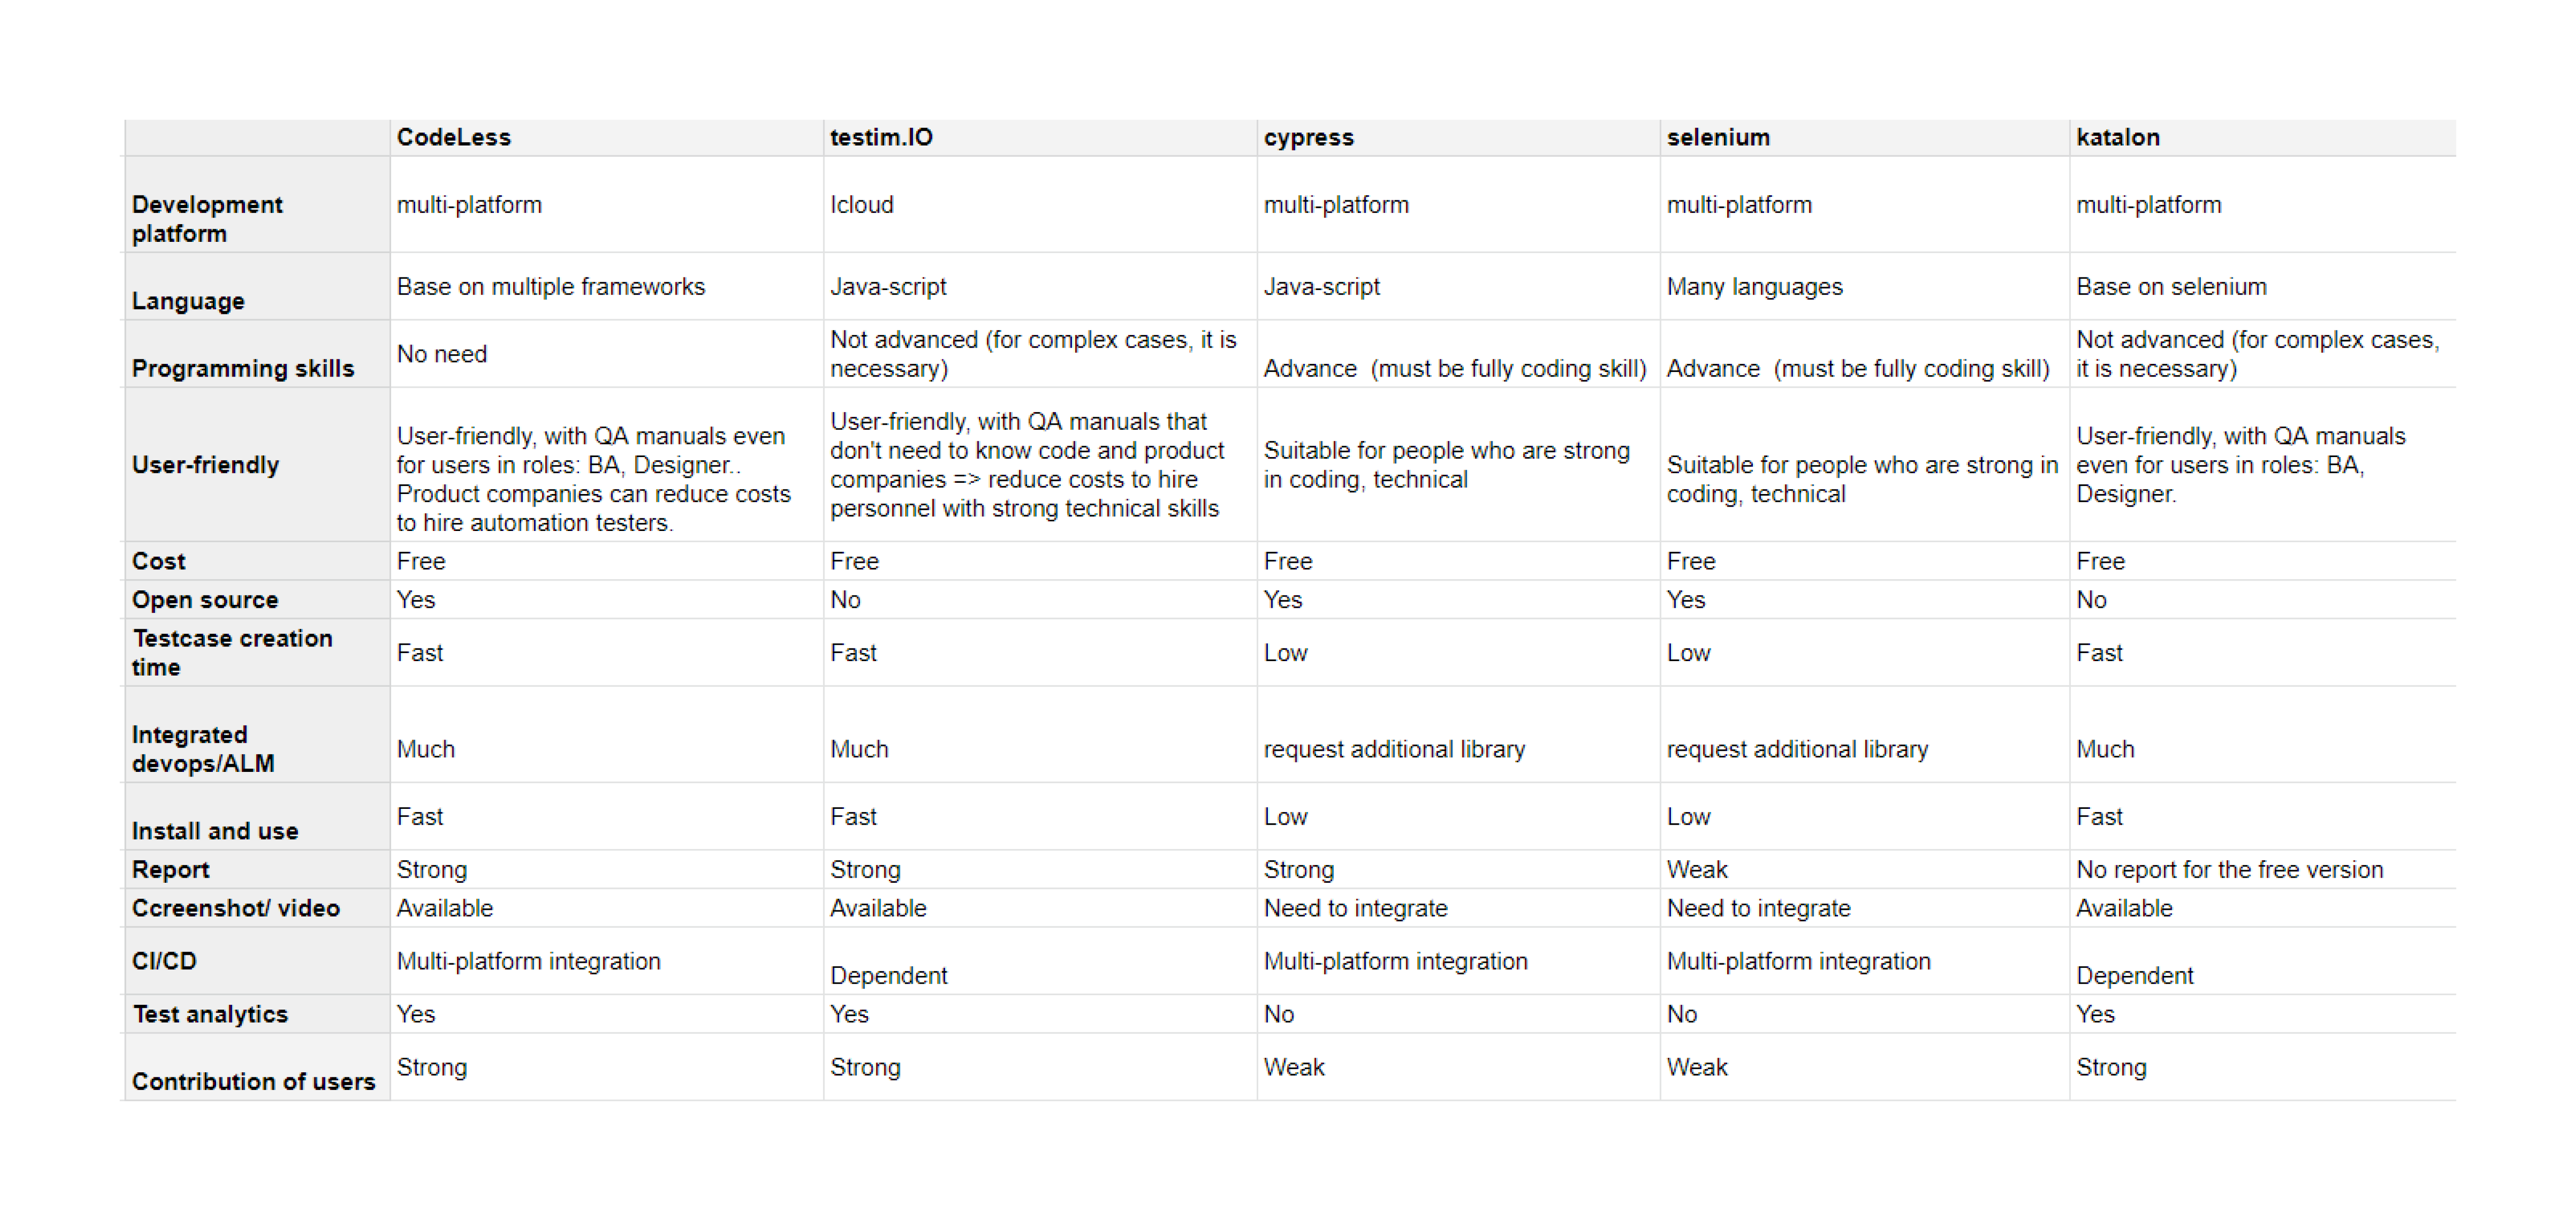 CodeLess testim.IO cypress selenium katalon
Development platform multi-platform Icloud multi-platform multi-platform multi-platform
Language Base on multiple frameworks Java-script Java-script Many languages Base on selenium
Programming skills No need Not advanced (for complex cases, it is necessary) Advance (must be fully coding skill) Advance (must be fully coding skill) Not advanced (for complex cases, it is necessary)
User-friendly User-friendly, with QA manuals even for users in roles: BA, Designer.. Product companies can reduce costs to hire automation testers. User-friendly, with QA manuals that don't need to know code and product companies => reduce costs to hire personnel with strong technical skills Suitable for people who are strong in coding, technical Suitable for people who are strong in coding, technical User-friendly, with QA manuals even for users in roles: BA, Designer.
Cost Free Free Free Free Free
Open source Yes No Yes Yes No
Testcase creation time Fast Fast Low Low Fast
Integrated devops/ALM Much Much request additional library request additional library Much
Install and use Fast Fast Low Low Fast
Report Strong Strong Strong Weak No report for the free version
Ccreenshot/ video Available Available Need to integrate Need to integrate Available
CI/CD Multi-platform integration Dependent Multi-platform integration Multi-platform integration Dependent
Test analytics Yes Yes No No Yes
Contribution of users Strong Strong Weak Weak Strong